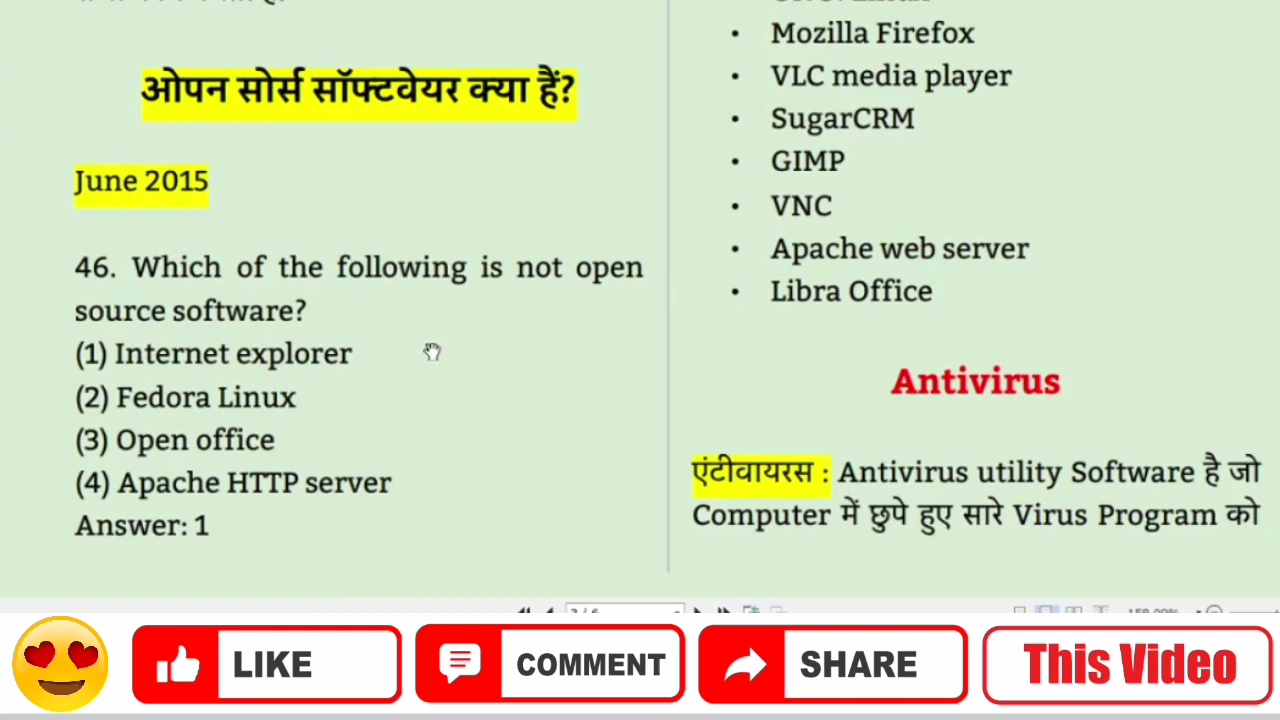 ओपन सोर्स सॉफ्टवेयर क्या हैं?
June 2015
46. Which of the following is not open
source software?
(1) Internet explorer
(2) Fedora Linux
(3) Open office
(4) Apache HTTP server
Answer: 1
• Mozilla Firefox
• VLC media player
• SugarCRM
• GIMP
• VNC
• Apache web server
• Libra Office
Antivirus
एंटीवायरस : Antivirus utility Software है जो
Computer में छुपे हुए सारे Virus Program को
LIKE
COMMENT
SHARE
This Video